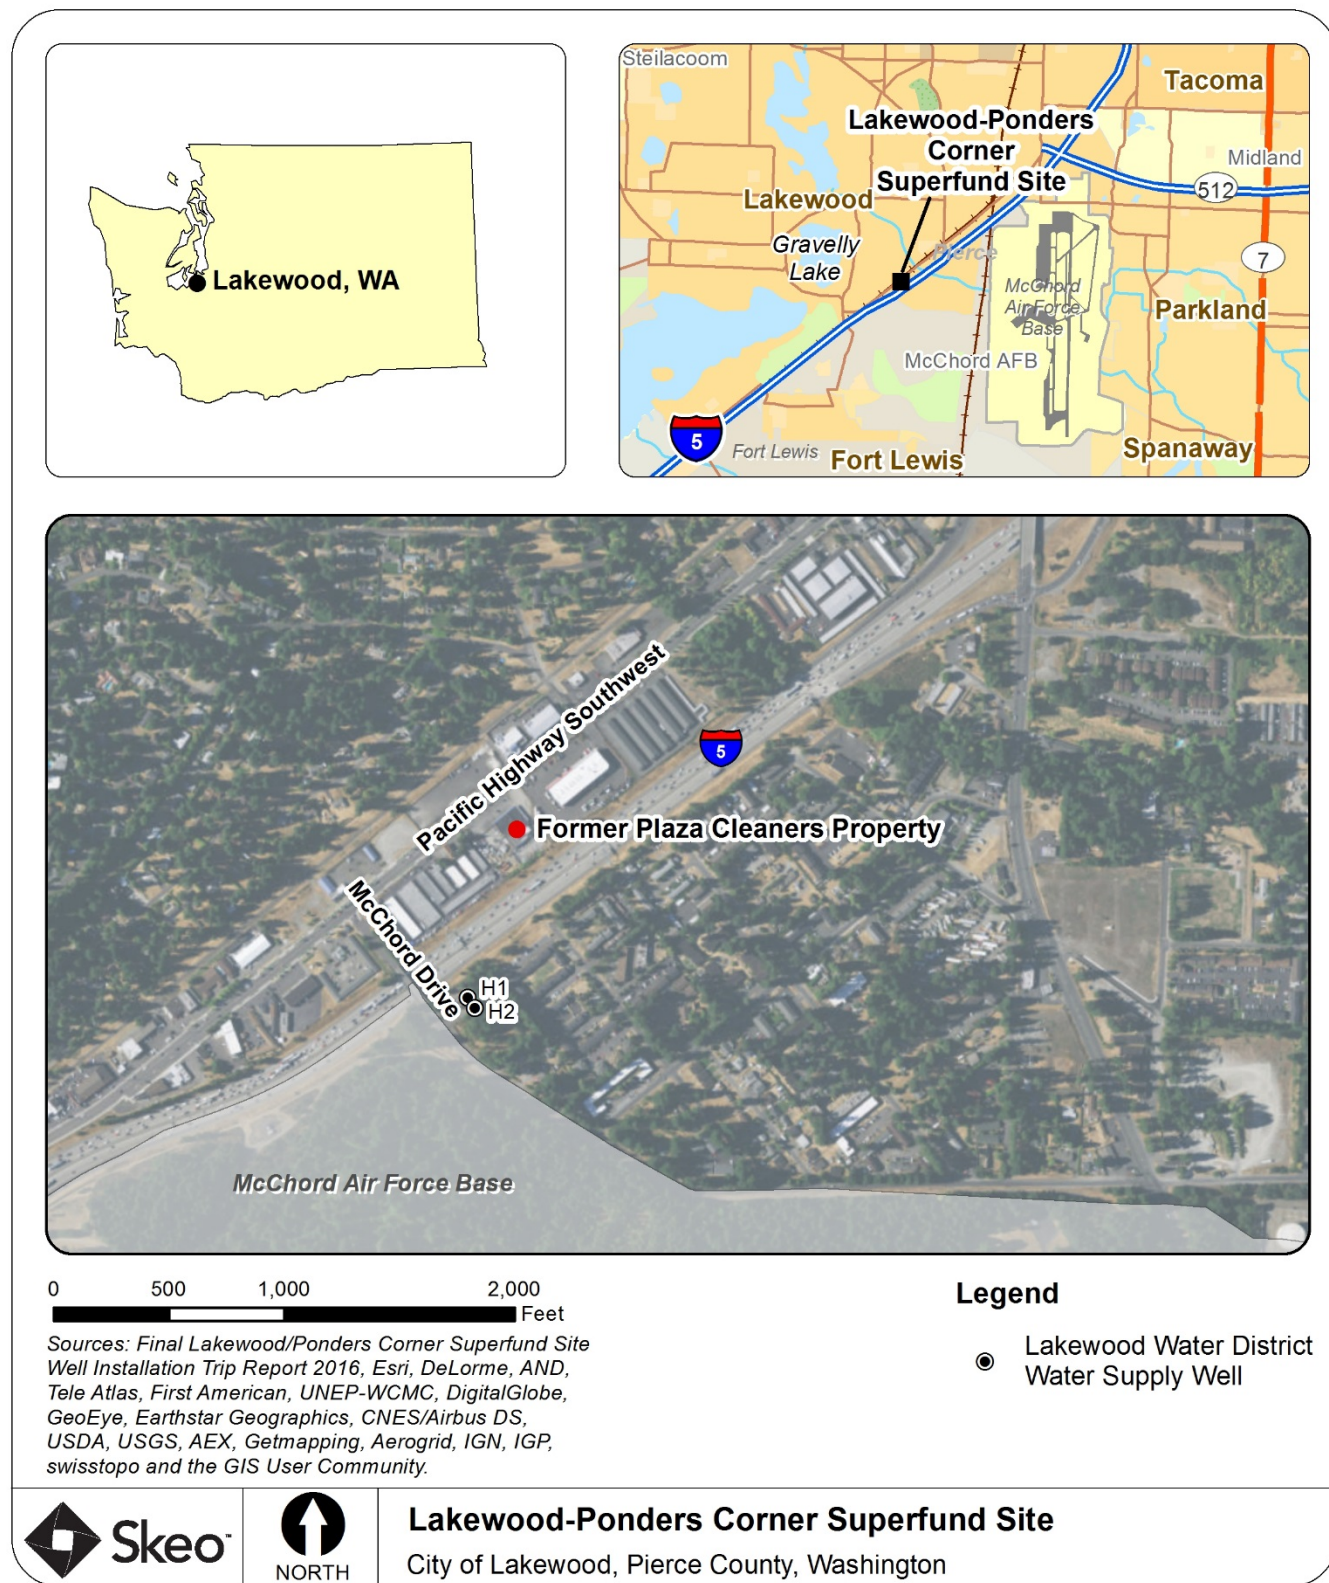 Lakewood, WA
Steilacoom
Tacoma
Lakewood-Ponders
Corner
Superfund Site
Midland
512
Lakewood
Gravelly
Lake
Pierce
7
McChord
Air Force
Base
Parkland
McChord AFB
5
Fort Lewis
Fort Lewis
Spanaway
Pacific Highway Southwest
5
Former Plaza Cleaners Property
McChord Drive
H1
H2
McChord Air Force Base
0 500 1,000 2,000
Feet
Sources: Final Lakewood/Ponders Corner Superfund Site
Well Installation Trip Report 2016, Esri, DeLorme, AND,
Tele Atlas, First American, UNEP-WCMC, DigitalGlobe,
GeoEye, Earthstar Geographics, CNES/Airbus DS,
USDA, USGS, AEX, Getmapping, Aerogrid, IGN, IGP,
swisstopo and the GIS User Community.
Legend
Lakewood Water District
Water Supply Well
Skeo™
NORTH
Lakewood-Ponders Corner Superfund Site
City of Lakewood, Pierce County, Washington